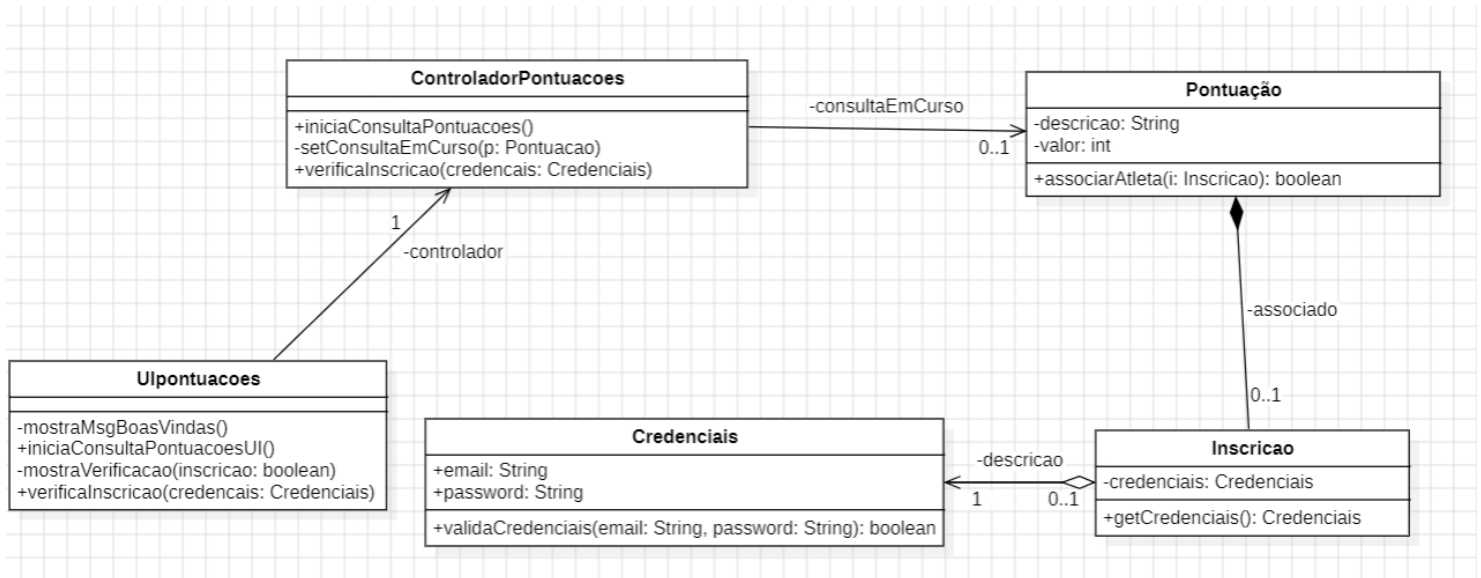 ControladorPontuacoes
+iniciaConsultaPontuacoes()
-setConsultaEmCurso(p: Pontuacao)
+verificaInscricao(credencais: Credenciais)
-consultaEmCurso
0..1
Pontuação
-descricao: String
-valor: int
+associarAtleta(i: Inscricao): boolean
1
-controlador
-associado
0..1
UIpontuacoes
-mostraMsgBoasVindas()
+iniciaConsultaPontuacoesUI()
-mostraVerificacao(inscricao: boolean)
+verificaInscricao(credencais: Credenciais)
Credenciais
+email: String
+password: String
+validaCredenciais(email: String, password: String): boolean
-descricao
1
0..1
Inscricao
-credenciais: Credenciais
+getCredenciais(): Credenciais